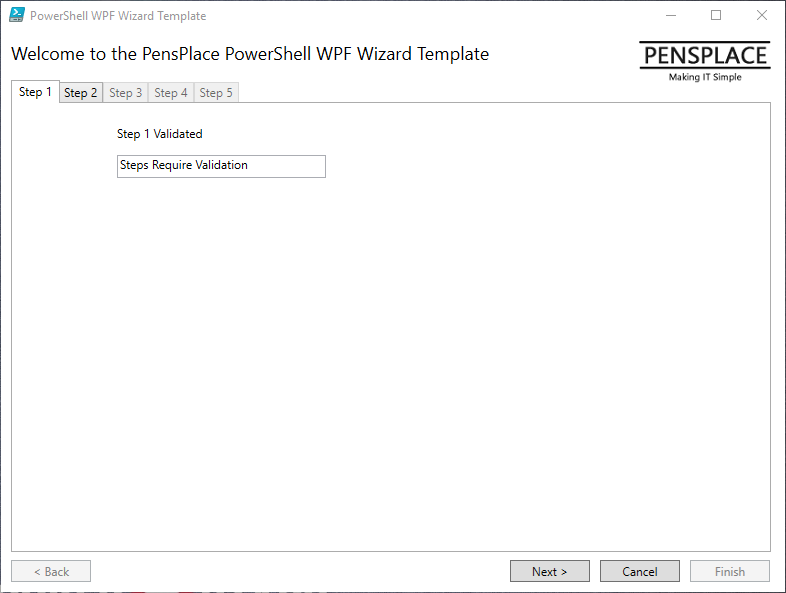 PowerShell WPF Wizard Template
Welcome to the PensPlace PowerShell WPF Wizard Template
PENSPLACE
Making IT Simple
Step 1 Step 2 Step 3 Step 4 Step 5
Step 1 Validated
Steps Require Validation
< Back Next > Cancel Finish